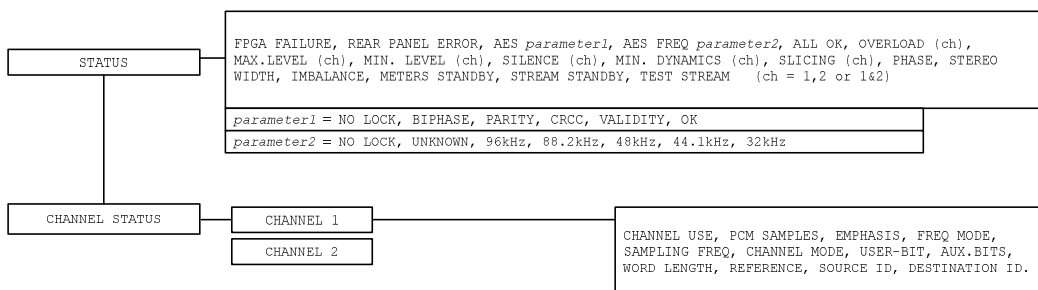 STATUS
FPGA FAILURE, REAR PANEL ERROR, AES parameter1, AES FREQ parameter2, ALL OK, OVERLOAD (ch),
MAX.LEVEL (ch), MIN. LEVEL (ch), SILENCE (ch), MIN. DYNAMICS (ch), SLICING (ch), PHASE, STEREO
WIDTH, IMBALANCE, METERS STANDBY, STREAM STANDBY, TEST STREAM (ch = 1,2 or 1&2)
parameter1 = NO LOCK, BIPHASE, PARITY, CRCC, VALIDITY, OK
parameter2 = NO LOCK, UNKNOWN, 96kHz, 88.2kHz, 48kHz, 44.1kHz, 32kHz
CHANNEL STATUS
CHANNEL 1
CHANNEL 2
CHANNEL USE, PCM SAMPLES, EMPHASIS, FREQ MODE,
SAMPLING FREQ, CHANNEL MODE, USER-BIT, AUX.BITS,
WORD LENGTH, REFERENCE, SOURCE ID, DESTINATION ID.